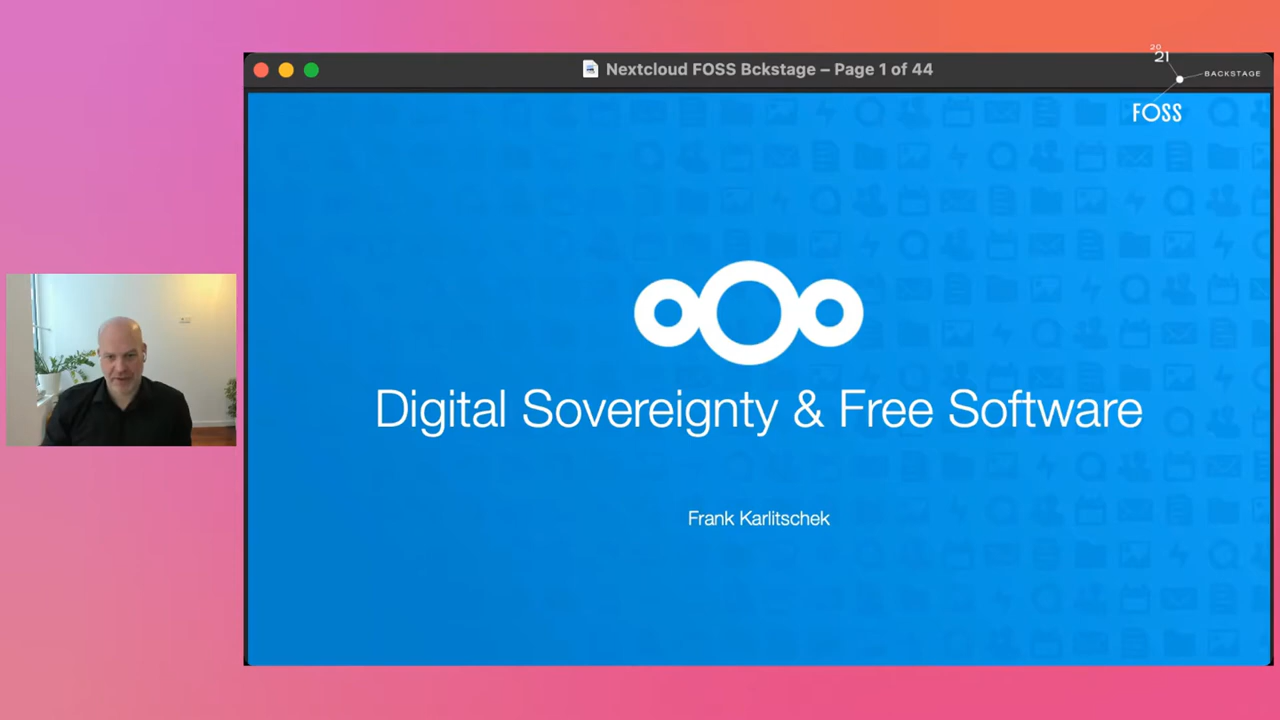 Nextcloud FOSS Bckstage – Page 1 of 44
20
21
BACKSTAGE
FOSS
Digital Sovereignty & Free Software
Frank Karlitschek